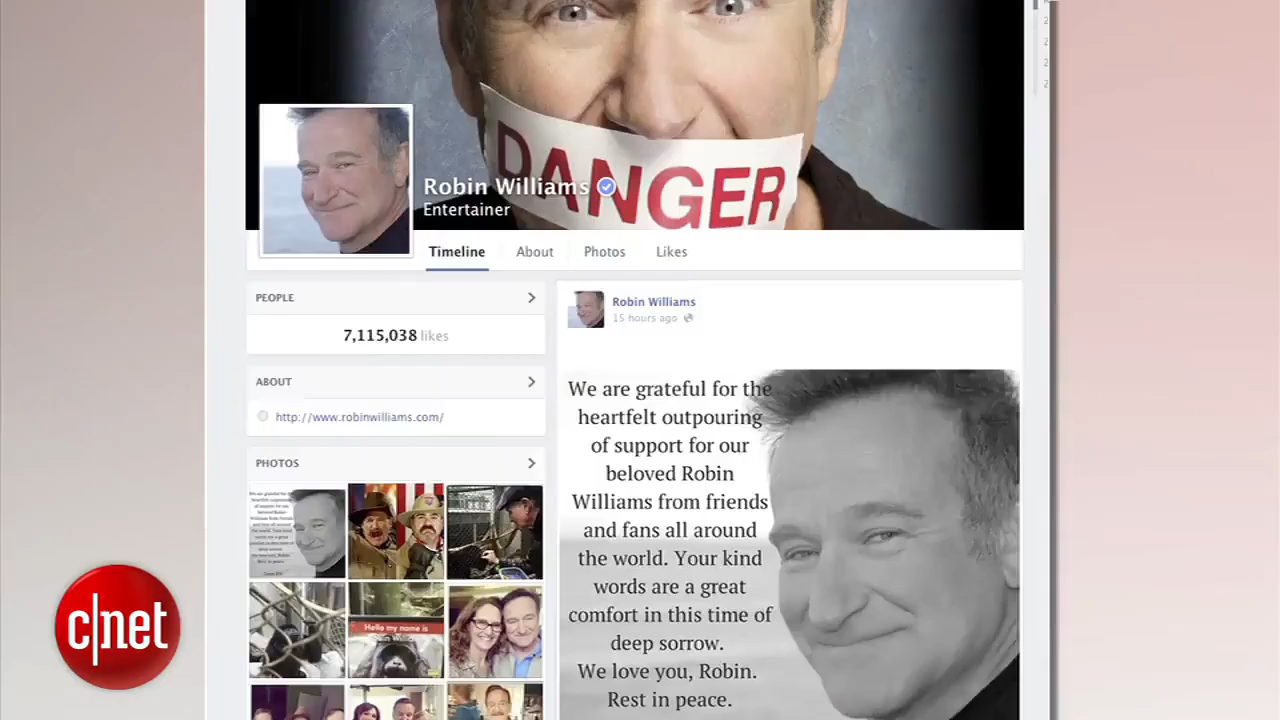 DANGER
Robin Williams
Entertainer
Timeline About Photos Likes
PEOPLE
7,115,038 likes
ABOUT
http://www.robinwilliams.com/
PHOTOS
Hello my name is
Robin Williams
15 hours ago
We are grateful for the
heartfelt outpouring
of support for our
beloved Robin
Williams from friends
and fans all around
the world. Your kind
words are a great
comfort in this time of
deep sorrow.
We love you, Robin.
Rest in peace.
c|net